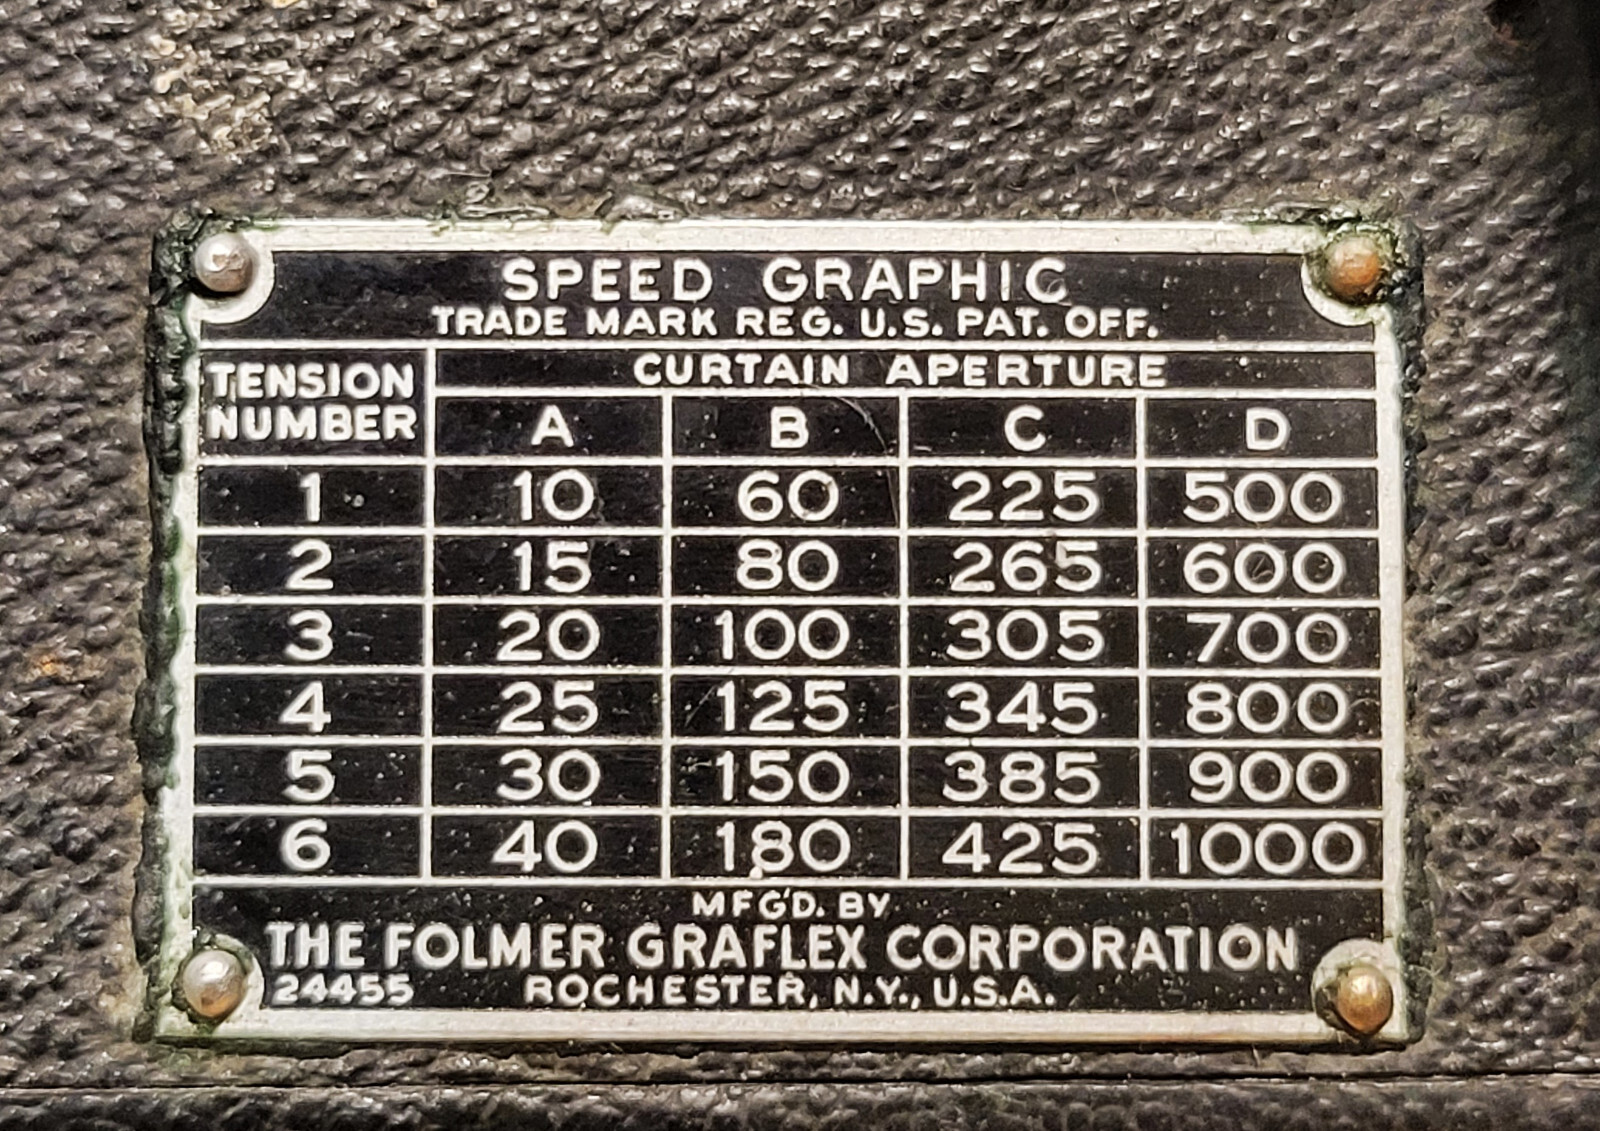 SPEED GRAPHIC
TRADE MARK REG. U.S. PAT. OFF.
TENSION NUMBER
CURTAIN APERTURE
A B C D
1 10 60 225 500
2 15 80 265 600
3 20 100 305 700
4 25 125 345 800
5 30 150 385 900
6 40 180 425 1000
MFG'D. BY
THE FOLMER GRAFLEX CORPORATION
24455 ROCHESTER, N.Y., U.S.A.